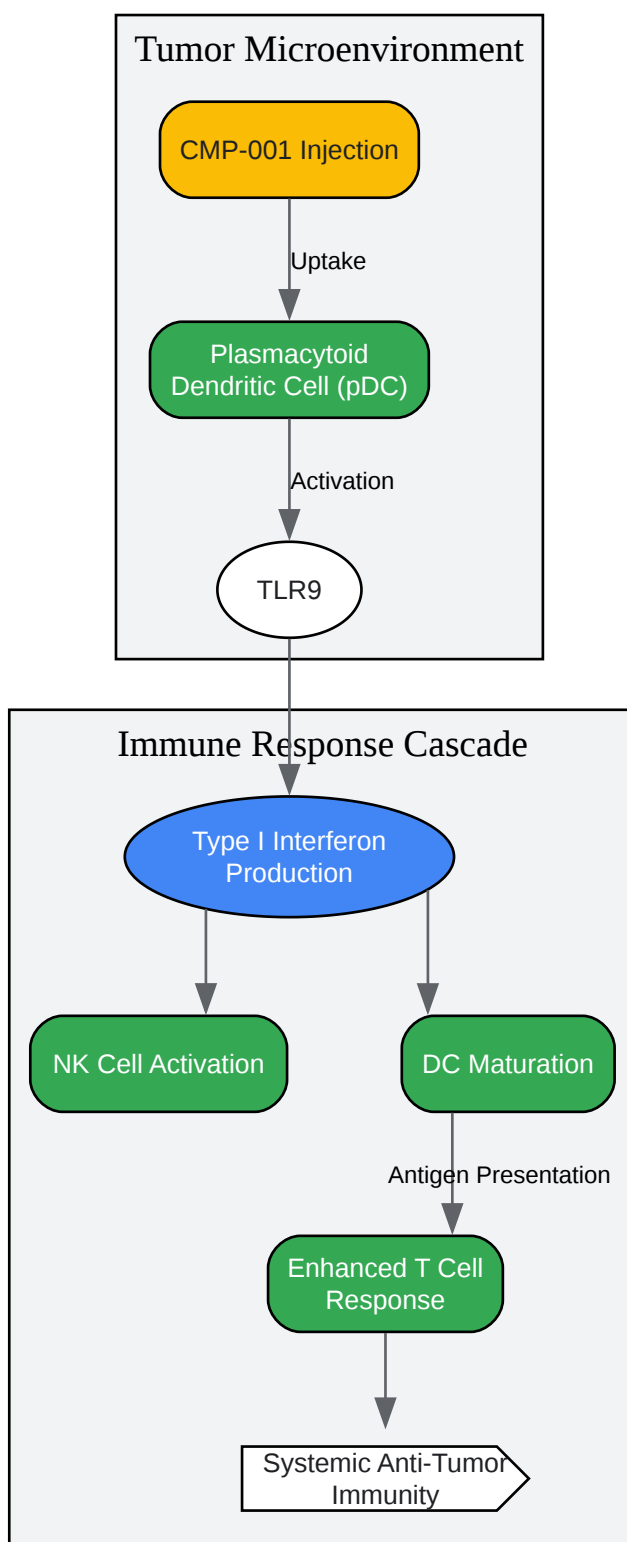 Tumor Microenvironment
CMP-001 Injection
Uptake
Plasmacytoid
Dendritic Cell (pDC)
Activation
TLR9
Immune Response Cascade
Type I Interferon
Production
NK Cell Activation
DC Maturation
Antigen Presentation
Enhanced T Cell
Response
Systemic Anti-Tumor
Immunity